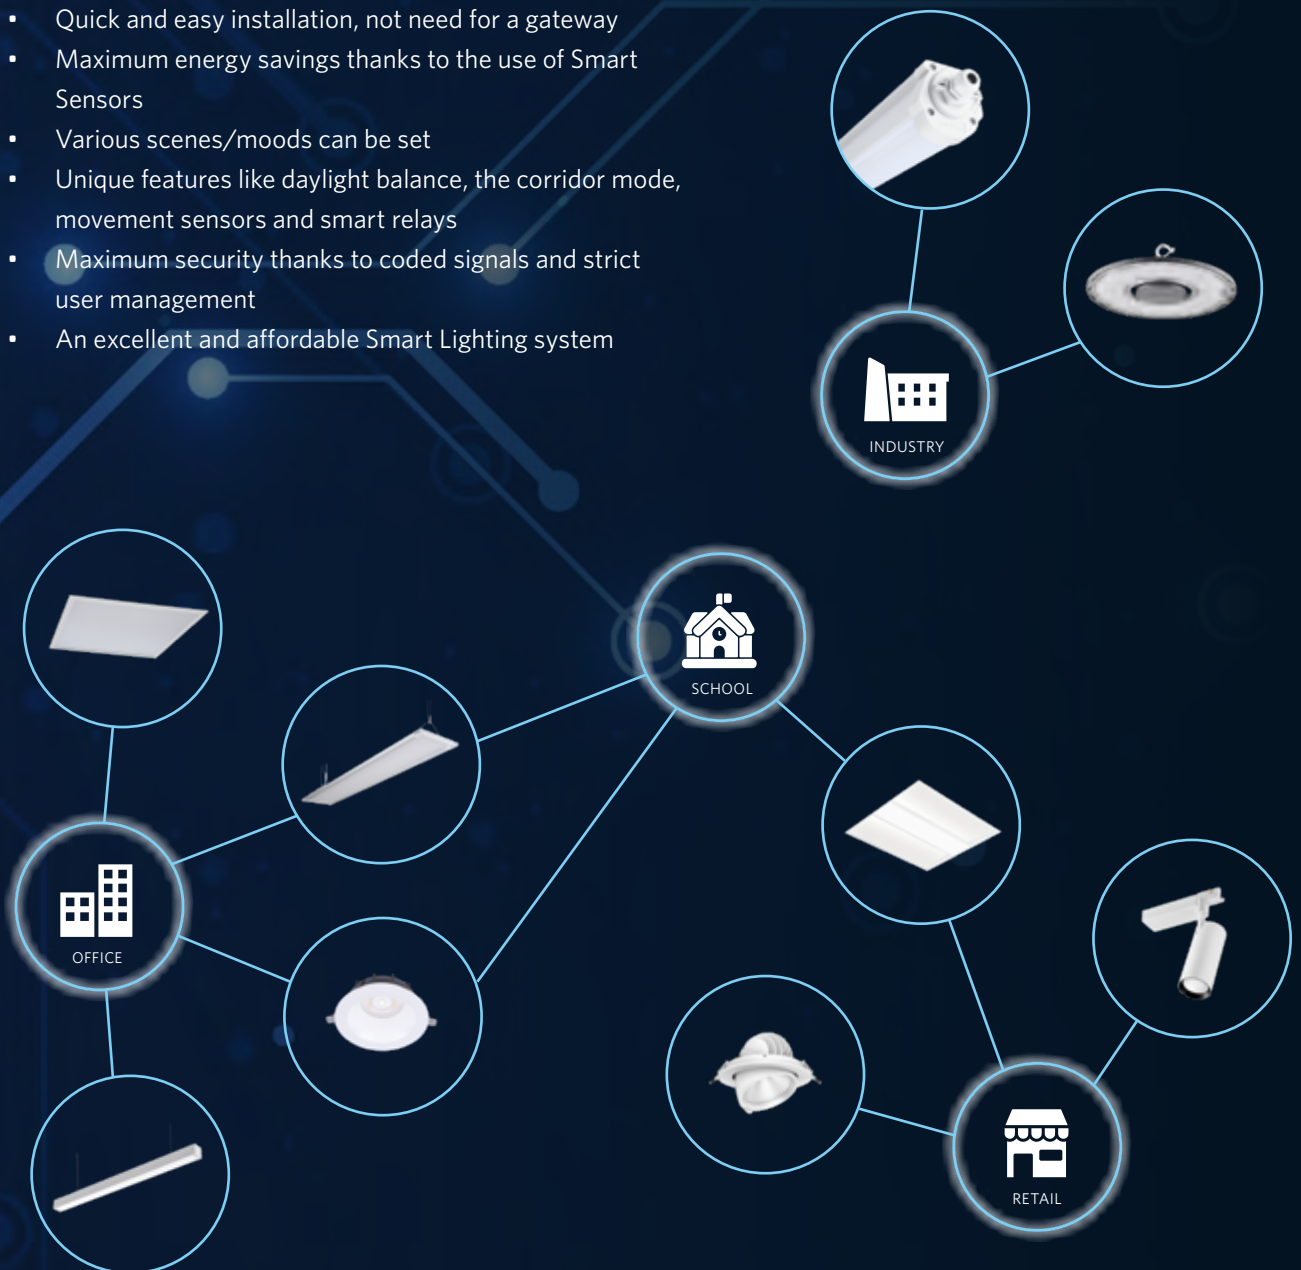 ▪ Quick and easy installation, not need for a gateway
▪ Maximum energy savings thanks to the use of Smart
Sensors
▪ Various scenes/moods can be set
▪ Unique features like daylight balance, the corridor mode,
movement sensors and smart relays
▪ Maximum security thanks to coded signals and strict
user management
▪ An excellent and affordable Smart Lighting system
INDUSTRY
SCHOOL
OFFICE
RETAIL